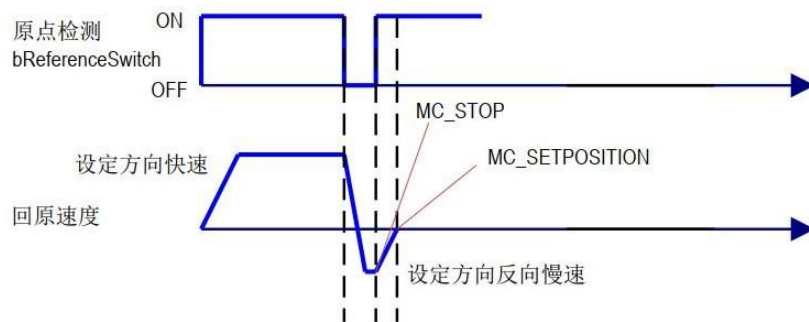 原点检测
bReferenceSwitch
ON
OFF
MC_STOP
MC_SETPOSITION
设定方向快速
回原速度
设定方向反向慢速